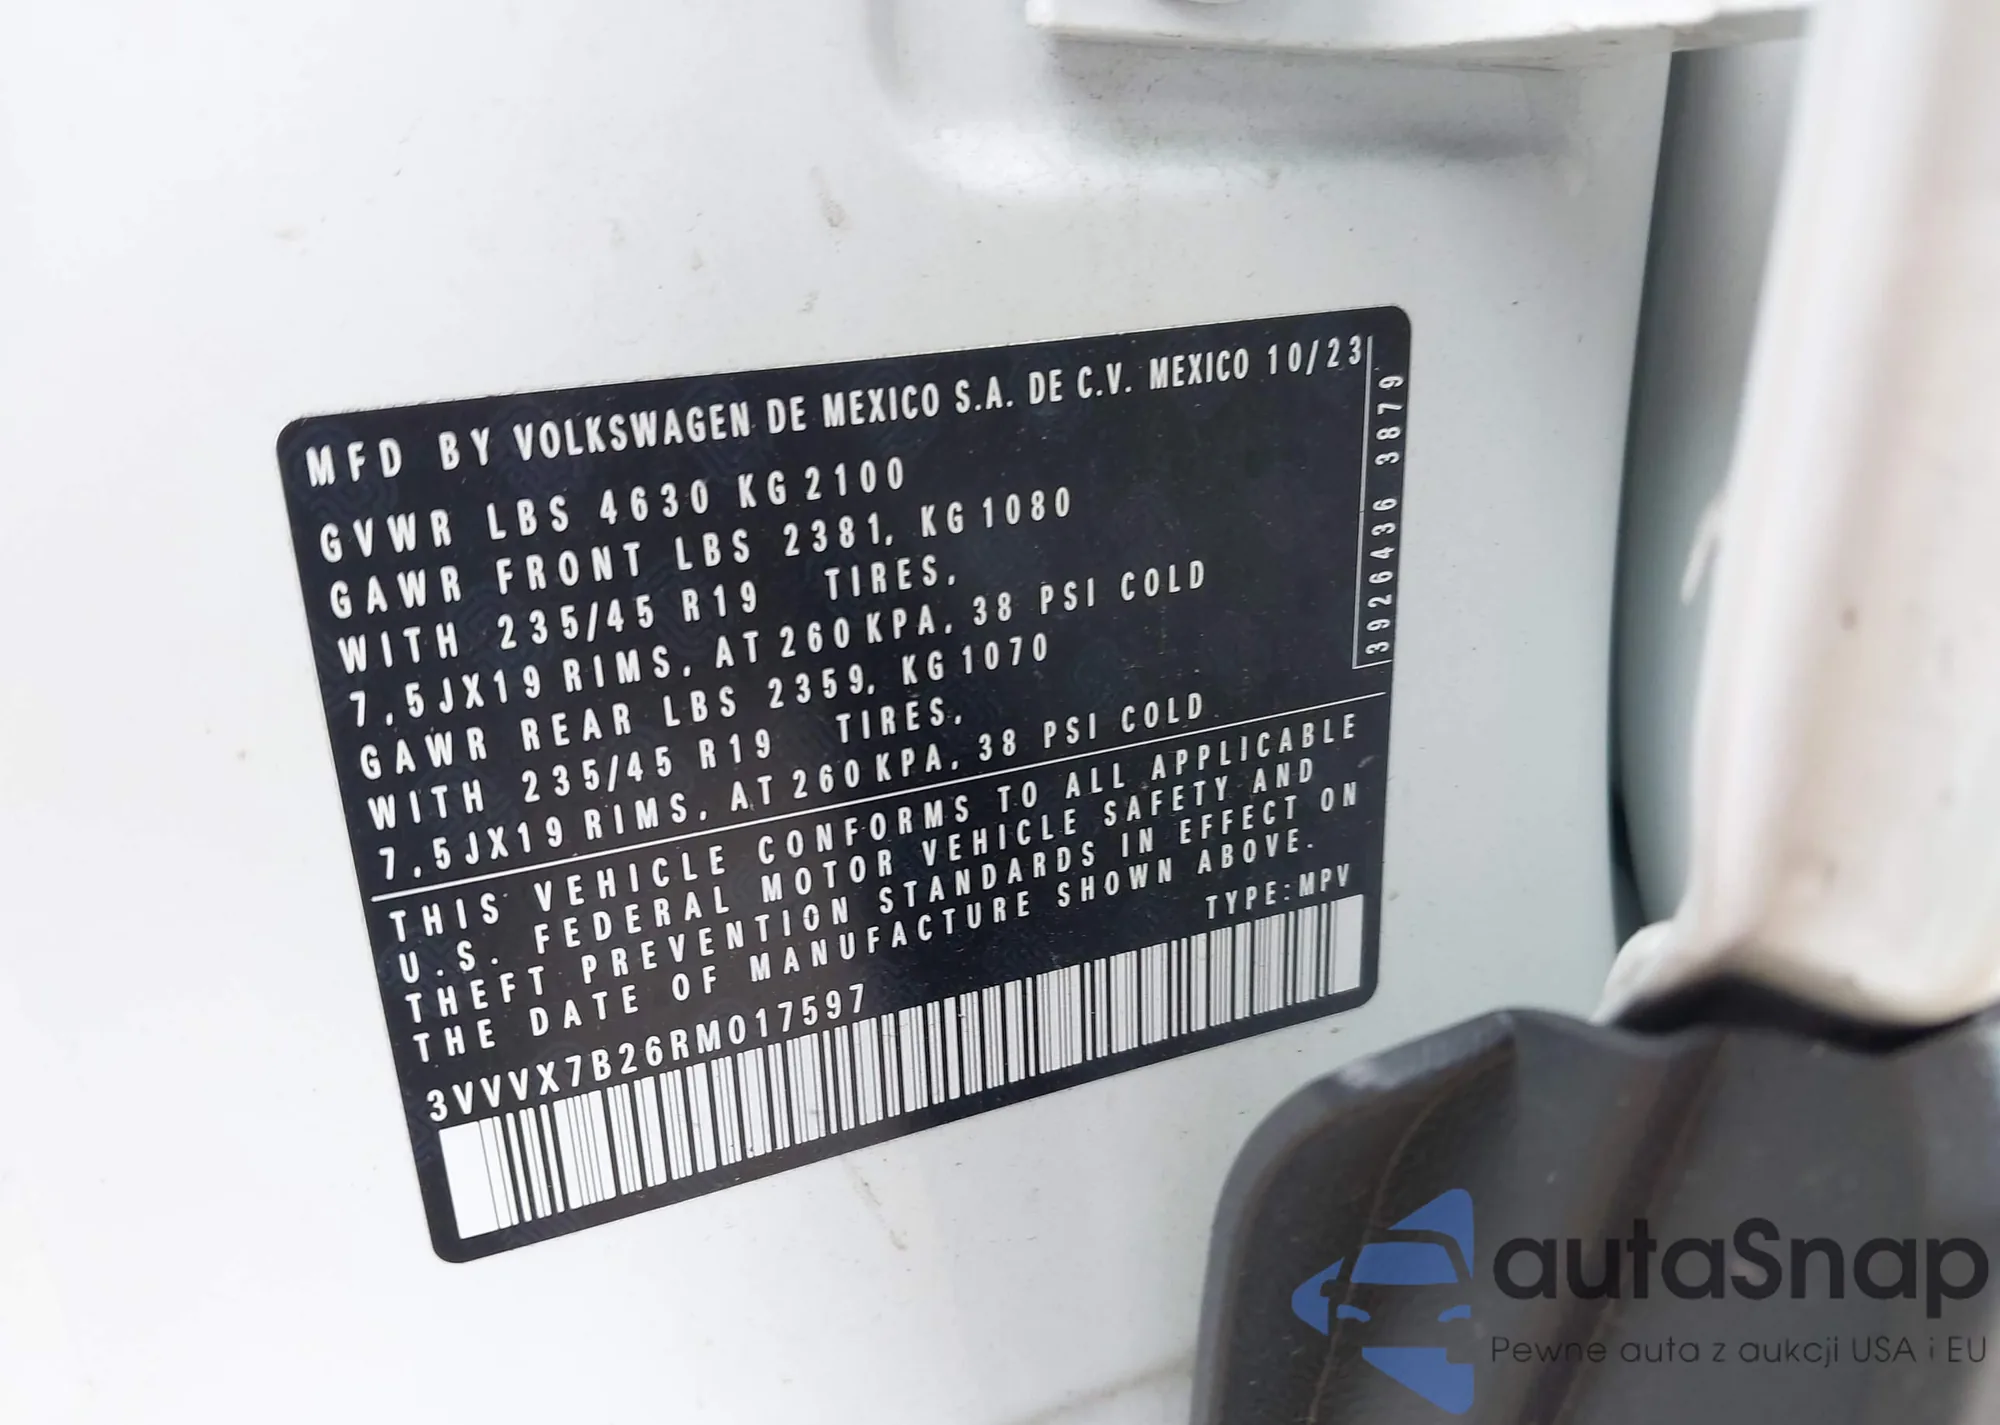 MFD BY VOLKSWAGEN DE MEXICO S.A. DE C.V. MEXICO 10/23
GVWR LBS 4630 KG 2100
GAWR FRONT LBS 2381, KG 1080
WITH 235/45 R19 TIRES,
7,5JX19 RIMS, AT 260 KPA, 38 PSI COLD
GAWR REAR LBS 2359, KG 1070
WITH 235/45 R19 TIRES,
7,5JX19 RIMS, AT 260 KPA, 38 PSI COLD
3926436 3879
THIS VEHICLE CONFORMS TO ALL APPLICABLE
U.S. FEDERAL MOTOR VEHICLE SAFETY AND
THEFT PREVENTION STANDARDS IN EFFECT ON
THE DATE OF MANUFACTURE SHOWN ABOVE.
TYPE: MPV
3VVVX7B26RM017597
autaSnap
Pewne auta z aukcji USA i EU